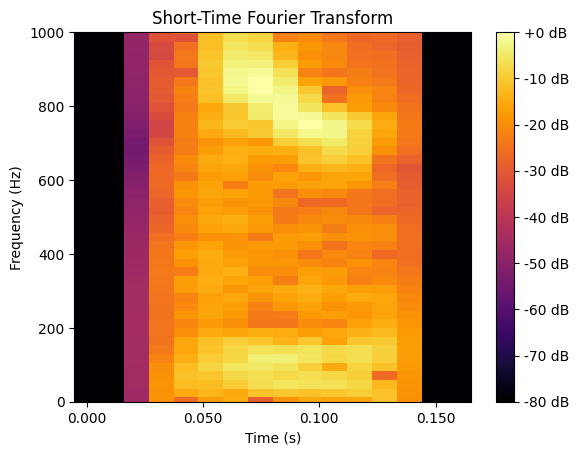 Short-Time Fourier Transform
Frequency (Hz)
1000
800
600
400
200
0
0.000 0.050 0.100 0.150
Time (s)
+0 dB
-10 dB
-20 dB
-30 dB
-40 dB
-50 dB
-60 dB
-70 dB
-80 dB